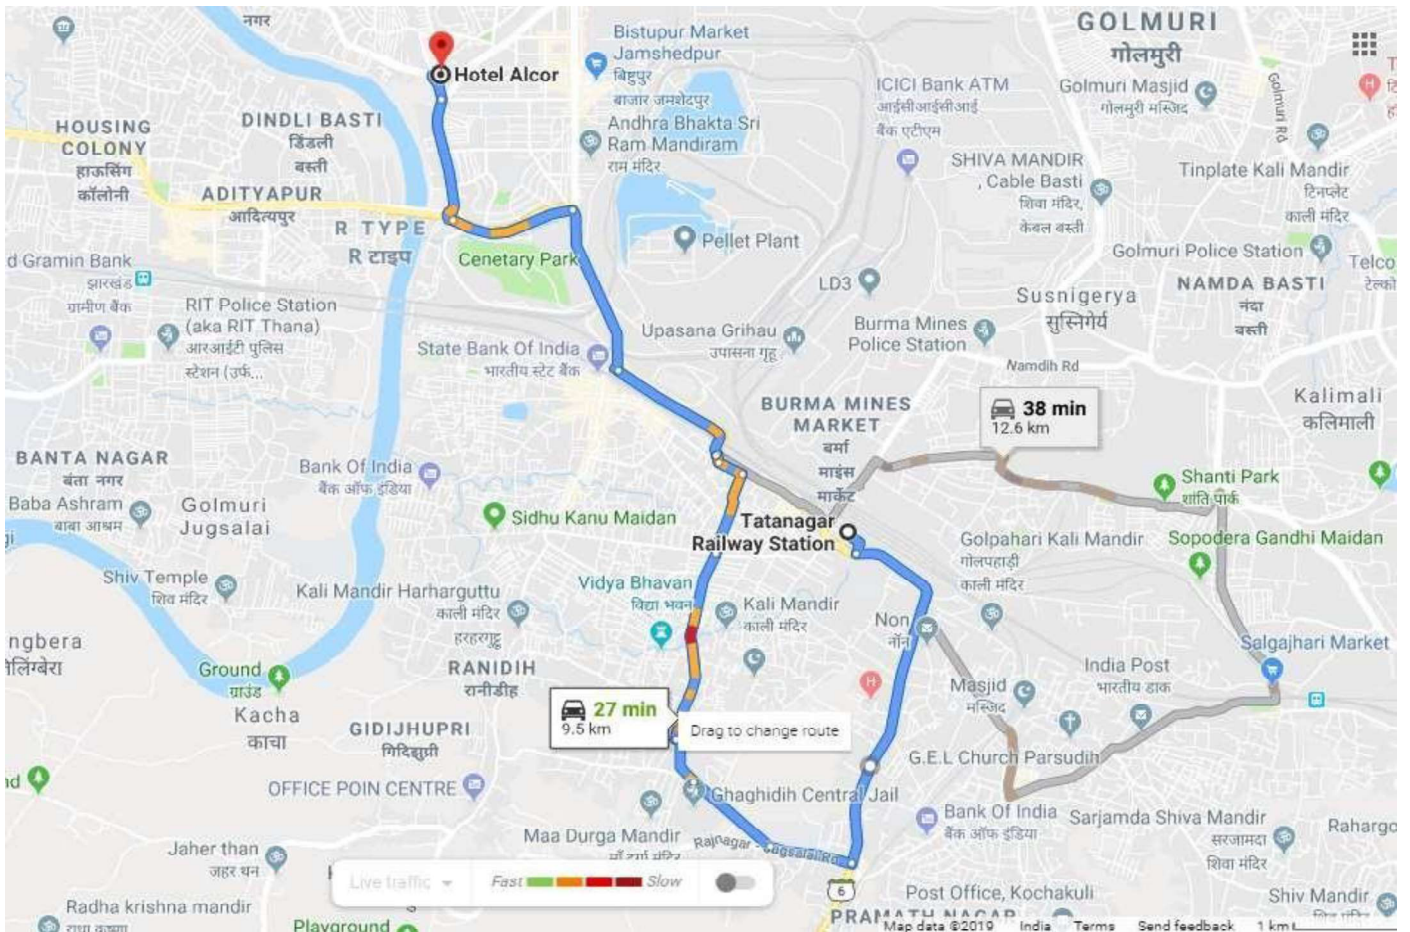 नगर
Hotel Alcor
Bistupur Market
Jamshedpur
बिष्टुपुर
बाजार जमशेदपुर
GOLMURI
गोलमुरी
ICICI Bank ATM
आईसीआईसीआई
बैंक एटीएम
Golmuri Masjid
गोलमुरी मस्जिद
Golmuri Rd
HOUSING
COLONY
हाऊसिंग
कॉलोनी
DINDLI BASTI
डिंडली
बस्ती
Andhra Bhakta Sri
Ram Mandiram
राम मंदिर
SHIVA MANDIR
, Cable Basti
शिवा मंदिर,
केबल बस्ती
Tinplate Kali Mandir
टिनप्लेट
काली मंदिर
ADITYAPUR
आदित्यपुर
R TYPE
R टाइप
Cenetary Park
Pellet Plant
Golmuri Police Station
Telco
टेल्को
d Gramin Bank
झारखंड
ग्रामीण बैंक
LD3
Susnigerya
सुस्निगेर्य
NAMDA BASTI
नंदा
बस्ती
RIT Police Station
(aka RIT Thana)
आरआईटी पुलिस
स्टेशन (उर्फ...
State Bank Of India
भारतीय स्टेट बैंक
Upasana Grihau
उपासना गृह
Burma Mines
Police Station
Namdih Rd
BURMA MINES
MARKET
बर्मा
माइंस
मार्केट
38 min
12.6 km
Kalimali
कलिमाली
BANTA NAGAR
बंता नगर
Bank Of India
बैंक ऑफ इंडिया
Shanti Park
शांति पार्क
Baba Ashram
बाबा आश्रम
Golmuri
Jugsalai
Sidhu Kanu Maidan
Tatanagar
Railway Station
Golpahari Kali Mandir
गोलपहाड़ी
काली मंदिर
Sopodera Gandhi Maidan
Shiv Temple
शिव मंदिर
Kali Mandir Harharguttu
काली मंदिर
हरहरगुट्टू
Vidya Bhavan
विद्या भवन
Kali Mandir
काली मंदिर
Non
नॉन
ngbera
Salgajhari Market
Ground
ग्राउंड
RANIDIH
रानीडीह
India Post
भारतीय डाक
Masjid
मस्जिद
Kacha
काचा
GIDIJHUPRI
27 min
9.5 km
Drag to change route
G.E.L Church Parsudih
OFFICE POIN CENTRE
Ghaghidih Central Jail
Bank Of India
बैंक ऑफ इंडिया
Sarjamda Shiva Mandir
सरजामदा
शिवा मंदिर
Rahargo
Maa Durga Mandir
Rajnagar - Jugsalai Rd
Jaher than
जहर थन
Live traffic
Fast
Slow
6
Post Office, Kochakuli
PRAMATH NAGAR
Shiv Mandir
Radha krishna mandir
Playground
Map data ©2019
India
Terms
Send feedback
1 km